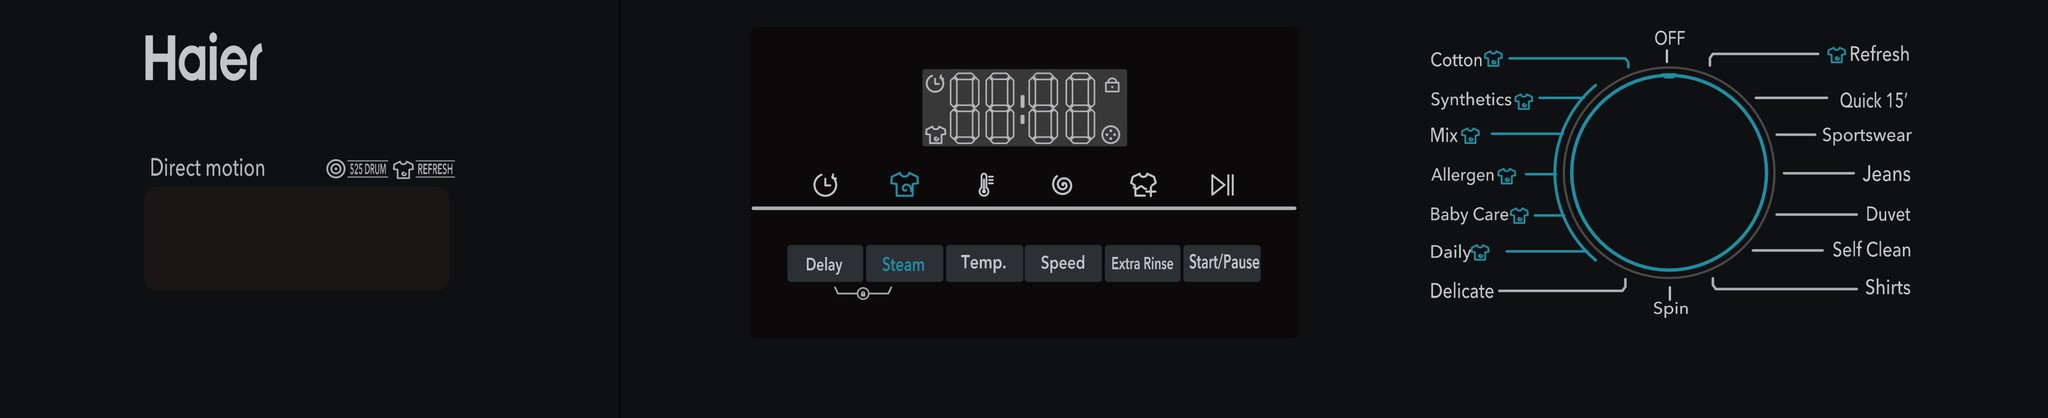 Haier
Direct motion
525 DRUM REFRESH
88:88
Delay
Steam
Temp.
Speed
Extra Rinse
Start/Pause
OFF
Cotton
Synthetics
Mix
Allergen
Baby Care
Daily
Delicate
Spin
Refresh
Quick 15'
Sportswear
Jeans
Duvet
Self Clean
Shirts